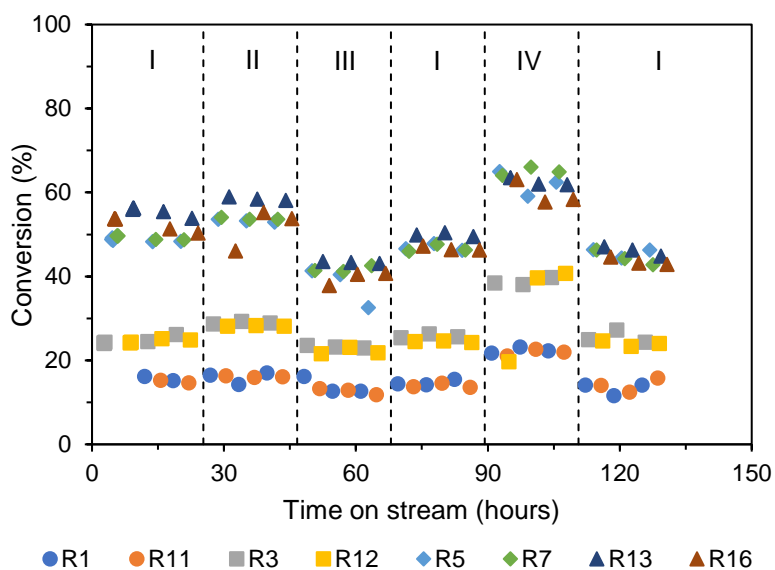 100
I II III I IV I
80
60
40
20
0
Conversion (%)
0 30 60 90 120 150
Time on stream (hours)
R1 R11 R3 R12 R5 R7 R13 R16